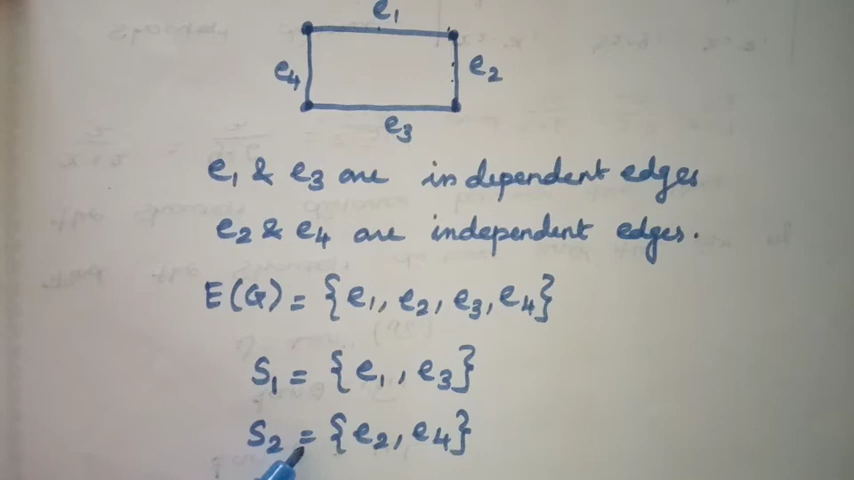 e₁
e₄
e₂
e₃
e₁ & e₃ are independent edges
e₂ & e₄ are independent edges.
E(G) = {e₁, e₂, e₃, e₄}
S₁ = {e₁, e₃}
S₂ = {e₂, e₄}